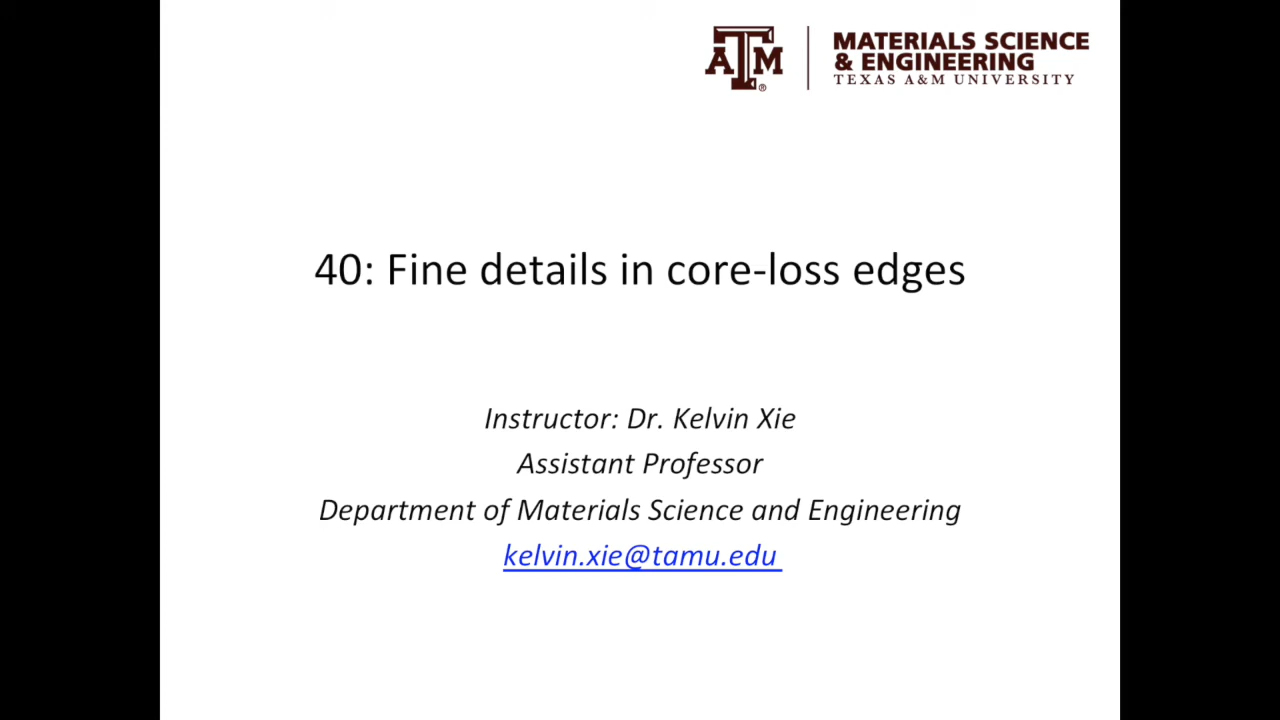 ATM®
MATERIALS SCIENCE
& ENGINEERING
TEXAS A&M UNIVERSITY
40: Fine details in core-loss edges
Instructor: Dr. Kelvin Xie
Assistant Professor
Department of Materials Science and Engineering
kelvin.xie@tamu.edu